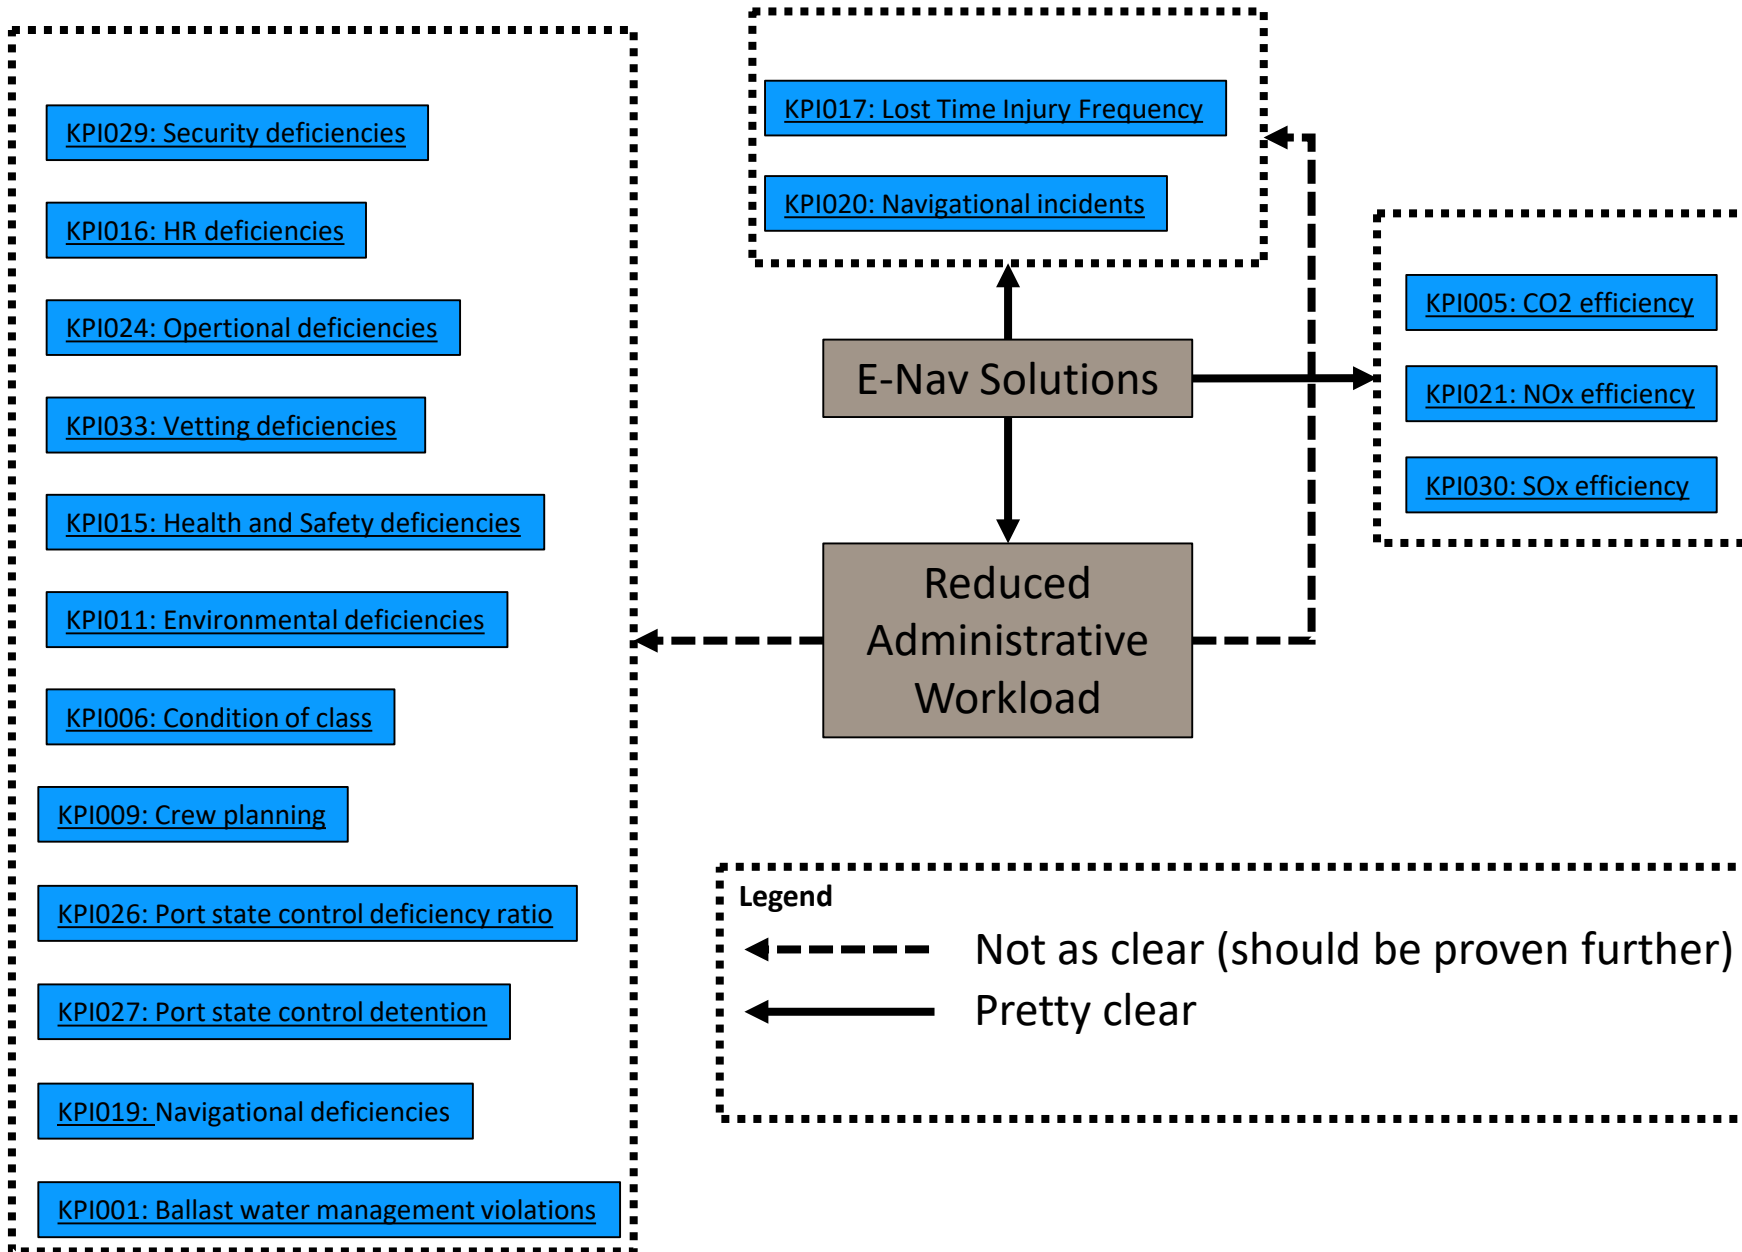 KPI029: Security deficiencies
KPI016: HR deficiencies
KPI024: Opertional deficiencies
KPI033: Vetting deficiencies
KPI015: Health and Safety deficiencies
KPI011: Environmental deficiencies
KPI006: Condition of class
KPI009: Crew planning
KPI026: Port state control deficiency ratio
KPI027: Port state control detention
KPI019: Navigational deficiencies
KPI001: Ballast water management violations
KPI017: Lost Time Injury Frequency
KPI020: Navigational incidents
E-Nav Solutions
Reduced
Administrative
Workload
KPI005: CO2 efficiency
KPI021: NOx efficiency
KPI030: SOx efficiency
Legend
Not as clear (should be proven further)
Pretty clear